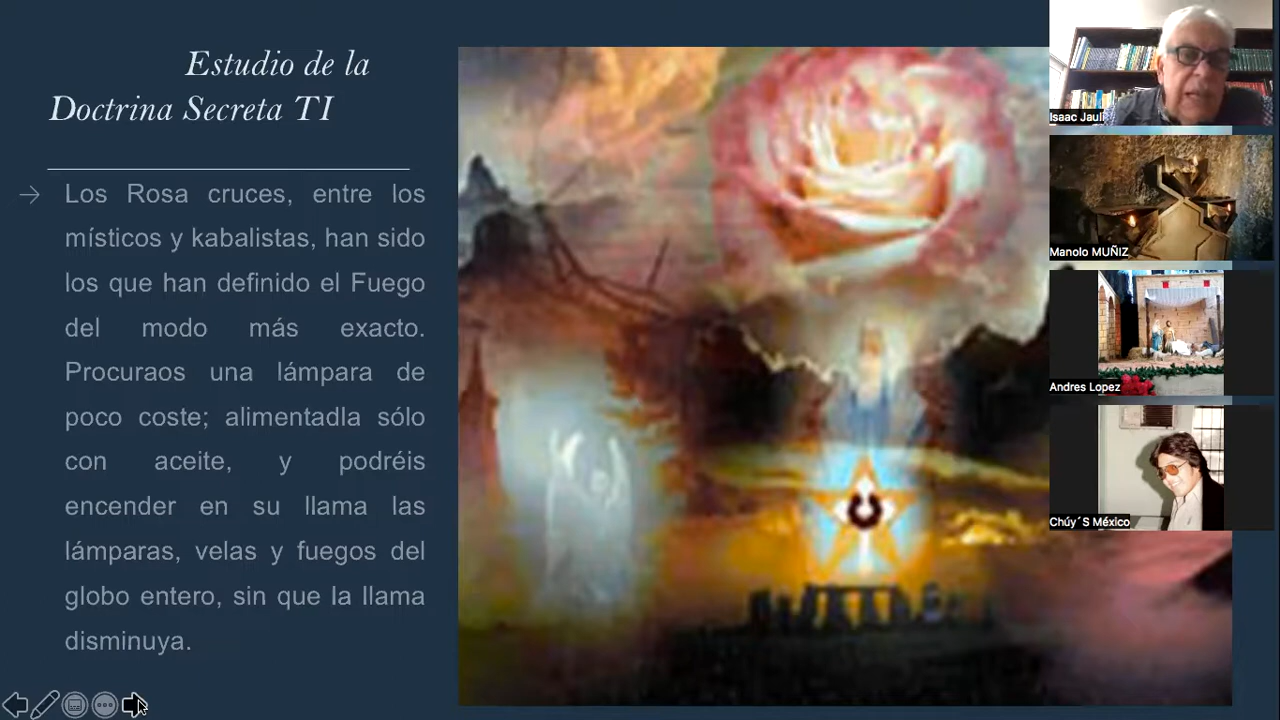 Estudio de la
Doctrina Secreta TI
Los Rosa cruces, entre los
místicos y kabalistas, han sido
los que han definido el Fuego
del modo más exacto.
Procuraos una lámpara de
poco coste; alimentadla sólo
con aceite, y podréis
encender en su llama las
lámparas, velas y fuegos del
globo entero, sin que la llama
disminuya.
Isaac Jauli
Manolo MUÑIZ
Andres Lopez
Chúy´S México